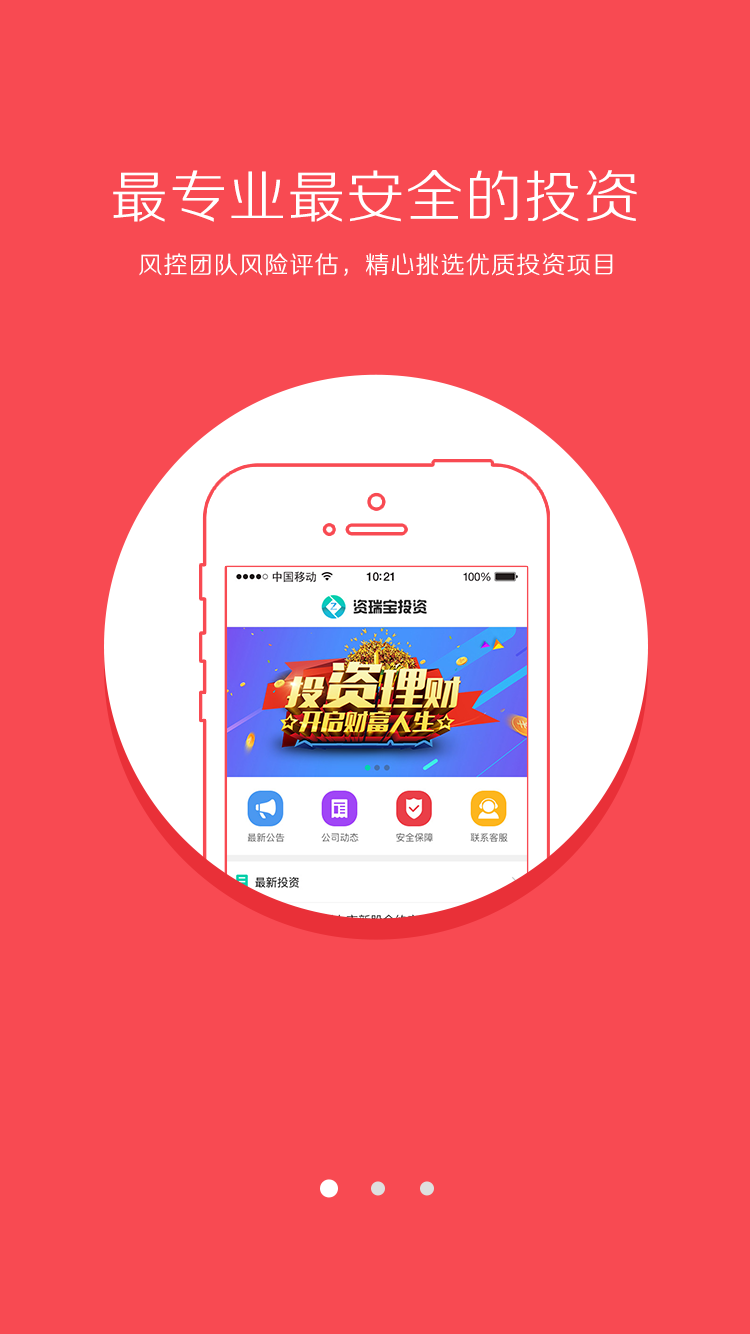 最专业最安全的投资
风控团队风险评估，精心挑选优质投资项目
中国移动 10:21 100%
资瑞宝投资
投资理财
☆开启财富人生☆
最新公告 公司动态 安全保障 联系客服
最新投资